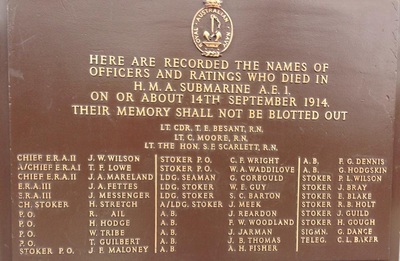 ROYAL AUSTRALIAN NAVY
HERE ARE RECORDED THE NAMES OF
OFFICERS AND RATINGS WHO DIED IN
H.M.A. SUBMARINE A.E.1,
ON OR ABOUT 14TH SEPTEMBER 1914.
THEIR MEMORY SHALL NOT BE BLOTTED OUT
LT. CDR. T. E. BESANT, R.N.
LT. C. MOORE, R.N.
LT. THE HON. S.F. SCARLETT, R.N.
CHIEF E.R.A. II J. W. WILSON STOKER P.O. C. F. WRIGHT A.B. F. G. DENNIS
A/CHIEF E.R.A. I T. F. LOWE STOKER P.O. W. A. WADDILOVE A.B. G. HODGSKIN
CHIEF E.R.A. II J. A. MARELAND LDG. SEAMAN G. CORBOULD STOKER P. L. WILSON
E.R.A. III J. A. FETTES LDG. STOKER W. E. GUY STOKER J. BRAY
E.R.A. III J. MESSENGER LDG. STOKER S. C. BARTON STOKER E. BLAKE
CH. STOKER H. STRETCH A/LDG. STOKER J. MEEK STOKER R. B. HOLT
P.O. R. AIL A.B. J. REARDON STOKER J. GUILD
P.O. H. HODGE A.B. F. W. WOODLAND STOKER H. GOUGH
P.O. W. TRIBE A.B. J. JARMAN SIGMN. G. DANCE
P.O. T. GUILBERT A.B. J. B. THOMAS TELEG. C. L. BAKER
STOKER P.O. J. J. MALONEY A.B. A. H. FISHER